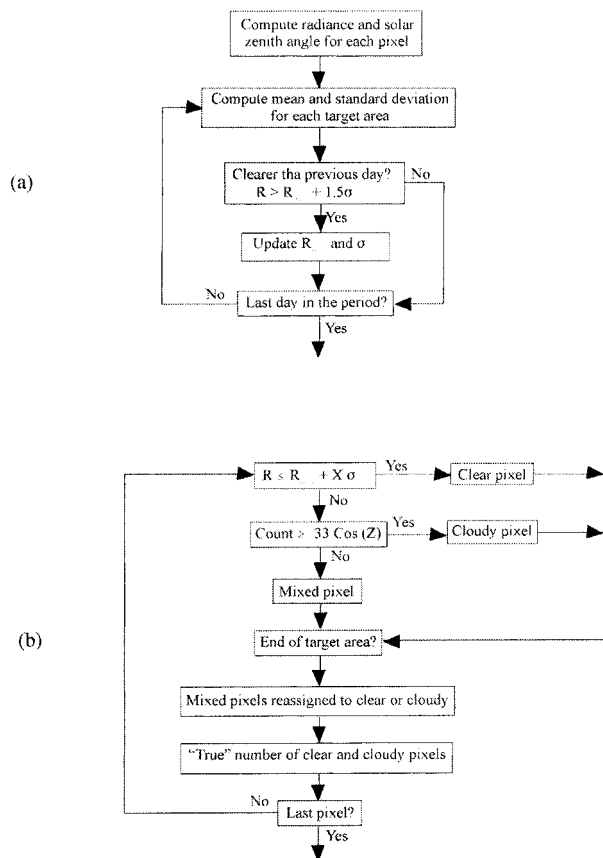 Compute radiance and solar
zenith angle for each pixel
Compute mean and standard deviation
for each target area
(a)
Clearer tha previous day?
No
R > R + 1.5σ
Yes
Update R and σ
No
Last day in the period?
Yes
R ≤ R + X σ
Yes
Clear pixel
No
Count > 33 Cos (Z)
Yes
Cloudy pixel
No
Mixed pixel
(b)
End of target area?
Mixed pixels reassigned to clear or cloudy
"True" number of clear and cloudy pixels
No
Last pixel?
Yes